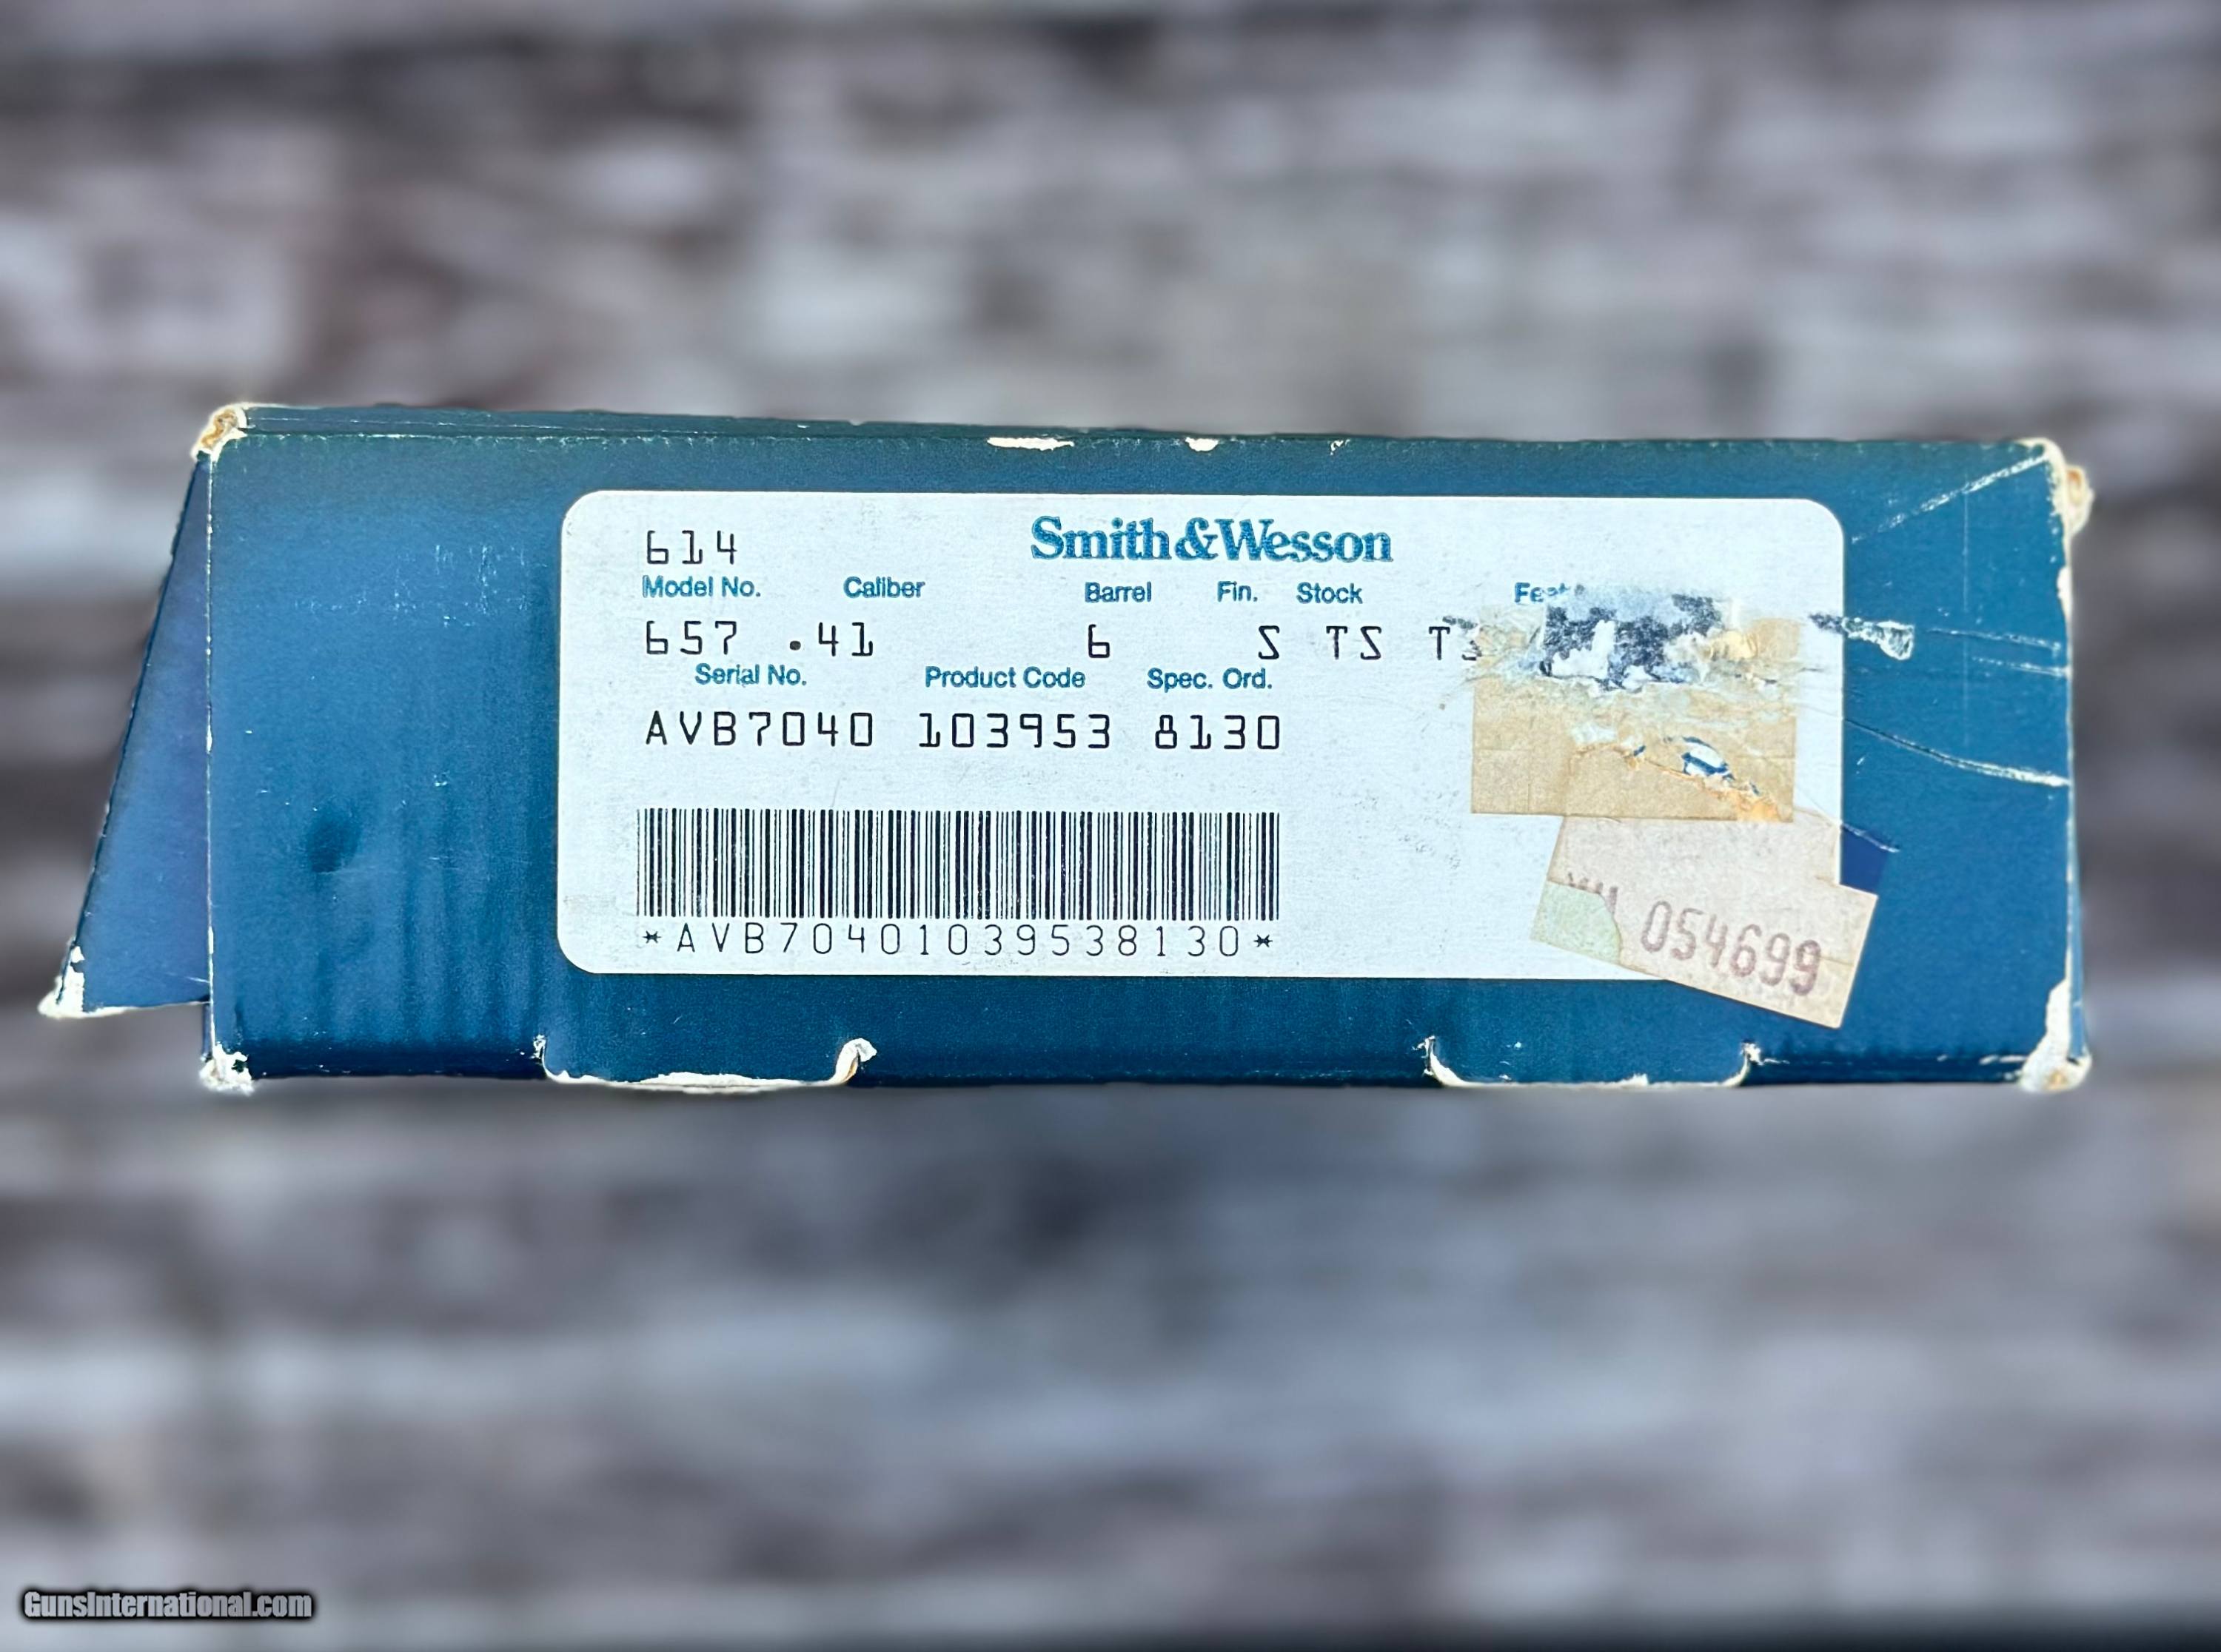 614
Smith&Wesson
Model No. Caliber Barrel Fin. Stock
657 .41 6 S TS
Serial No. Product Code Spec. Ord.
AVB7040 103953 8130
*AVB70401039538130*
054699
GunsInternational.com